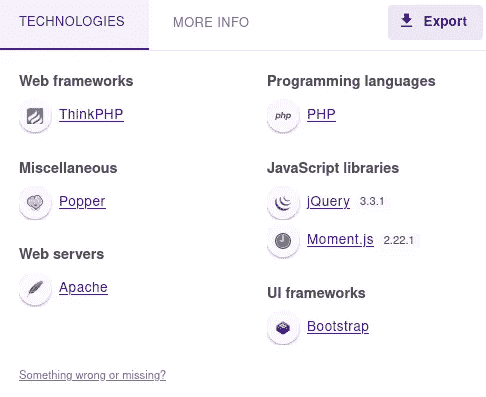 TECHNOLOGIES
MORE INFO
Export
Web frameworks
ThinkPHP
Miscellaneous
Popper
Web servers
Apache
Programming languages
php PHP
JavaScript libraries
jQuery 3.3.1
Moment.js 2.22.1
UI frameworks
Bootstrap
Something wrong or missing?